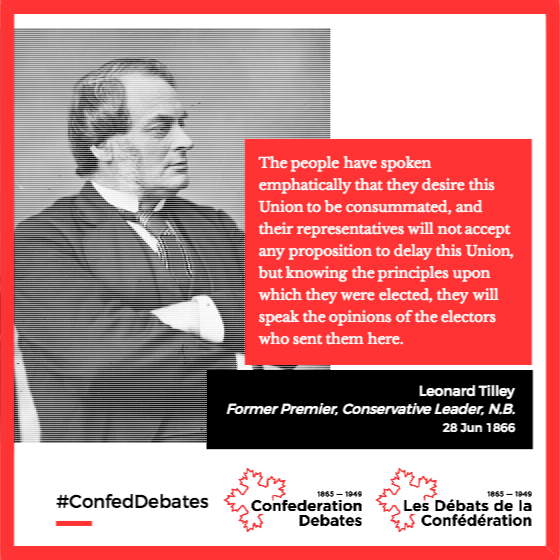 The people have spoken
emphatically that they desire this
Union to be consummated, and
their representatives will not accept
any proposition to delay this Union,
but knowing the principles upon
which they were elected, they will
speak the opinions of the electors
who sent them here.
Leonard Tilley
Former Premier, Conservative Leader, N.B.
28 Jun 1866
#ConfedDebates
1865 — 1949
Confederation
Debates
1865 — 1949
Les Débats de la
Confédération